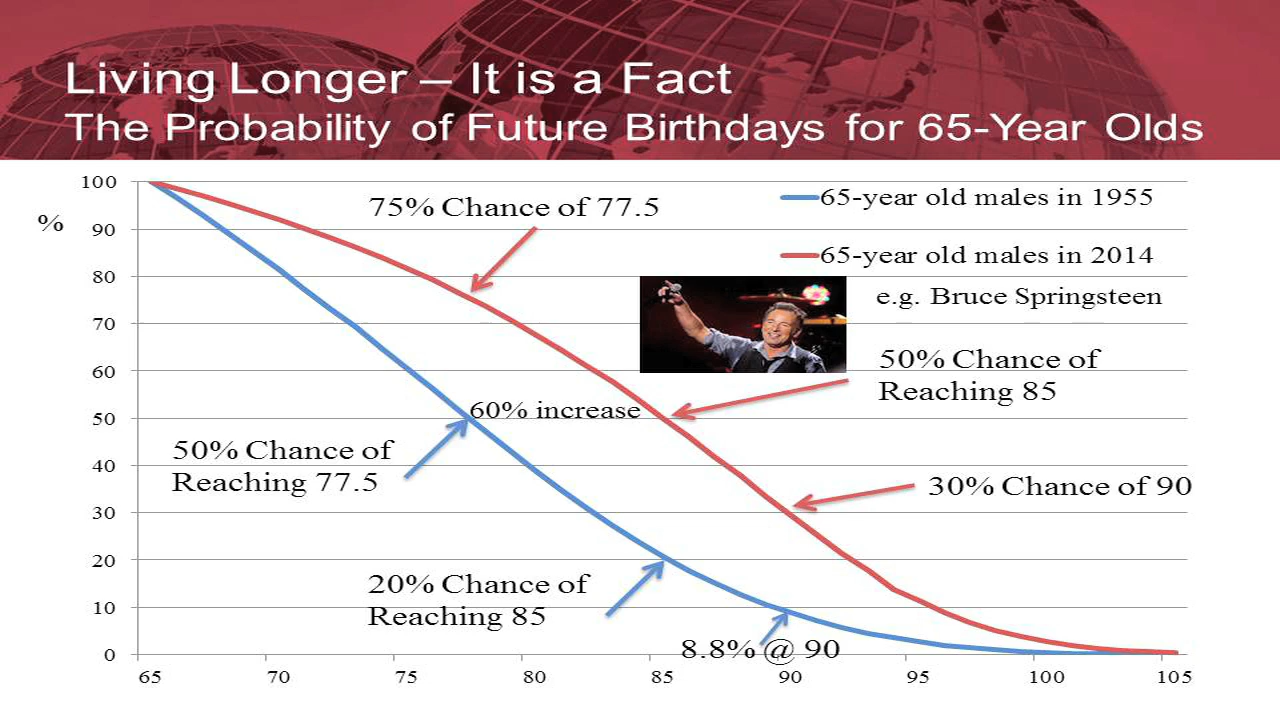 Living Longer – It is a Fact
The Probability of Future Birthdays for 65-Year Olds
100
90
80
70
60
50
40
30
20
10
0
%
65
70
75
80
85
90
95
100
105
65-year old males in 1955
65-year old males in 2014
e.g. Bruce Springsteen
75% Chance of 77.5
50% Chance of
Reaching 85
60% increase
50% Chance of
Reaching 77.5
30% Chance of 90
20% Chance of
Reaching 85
8.8% @ 90